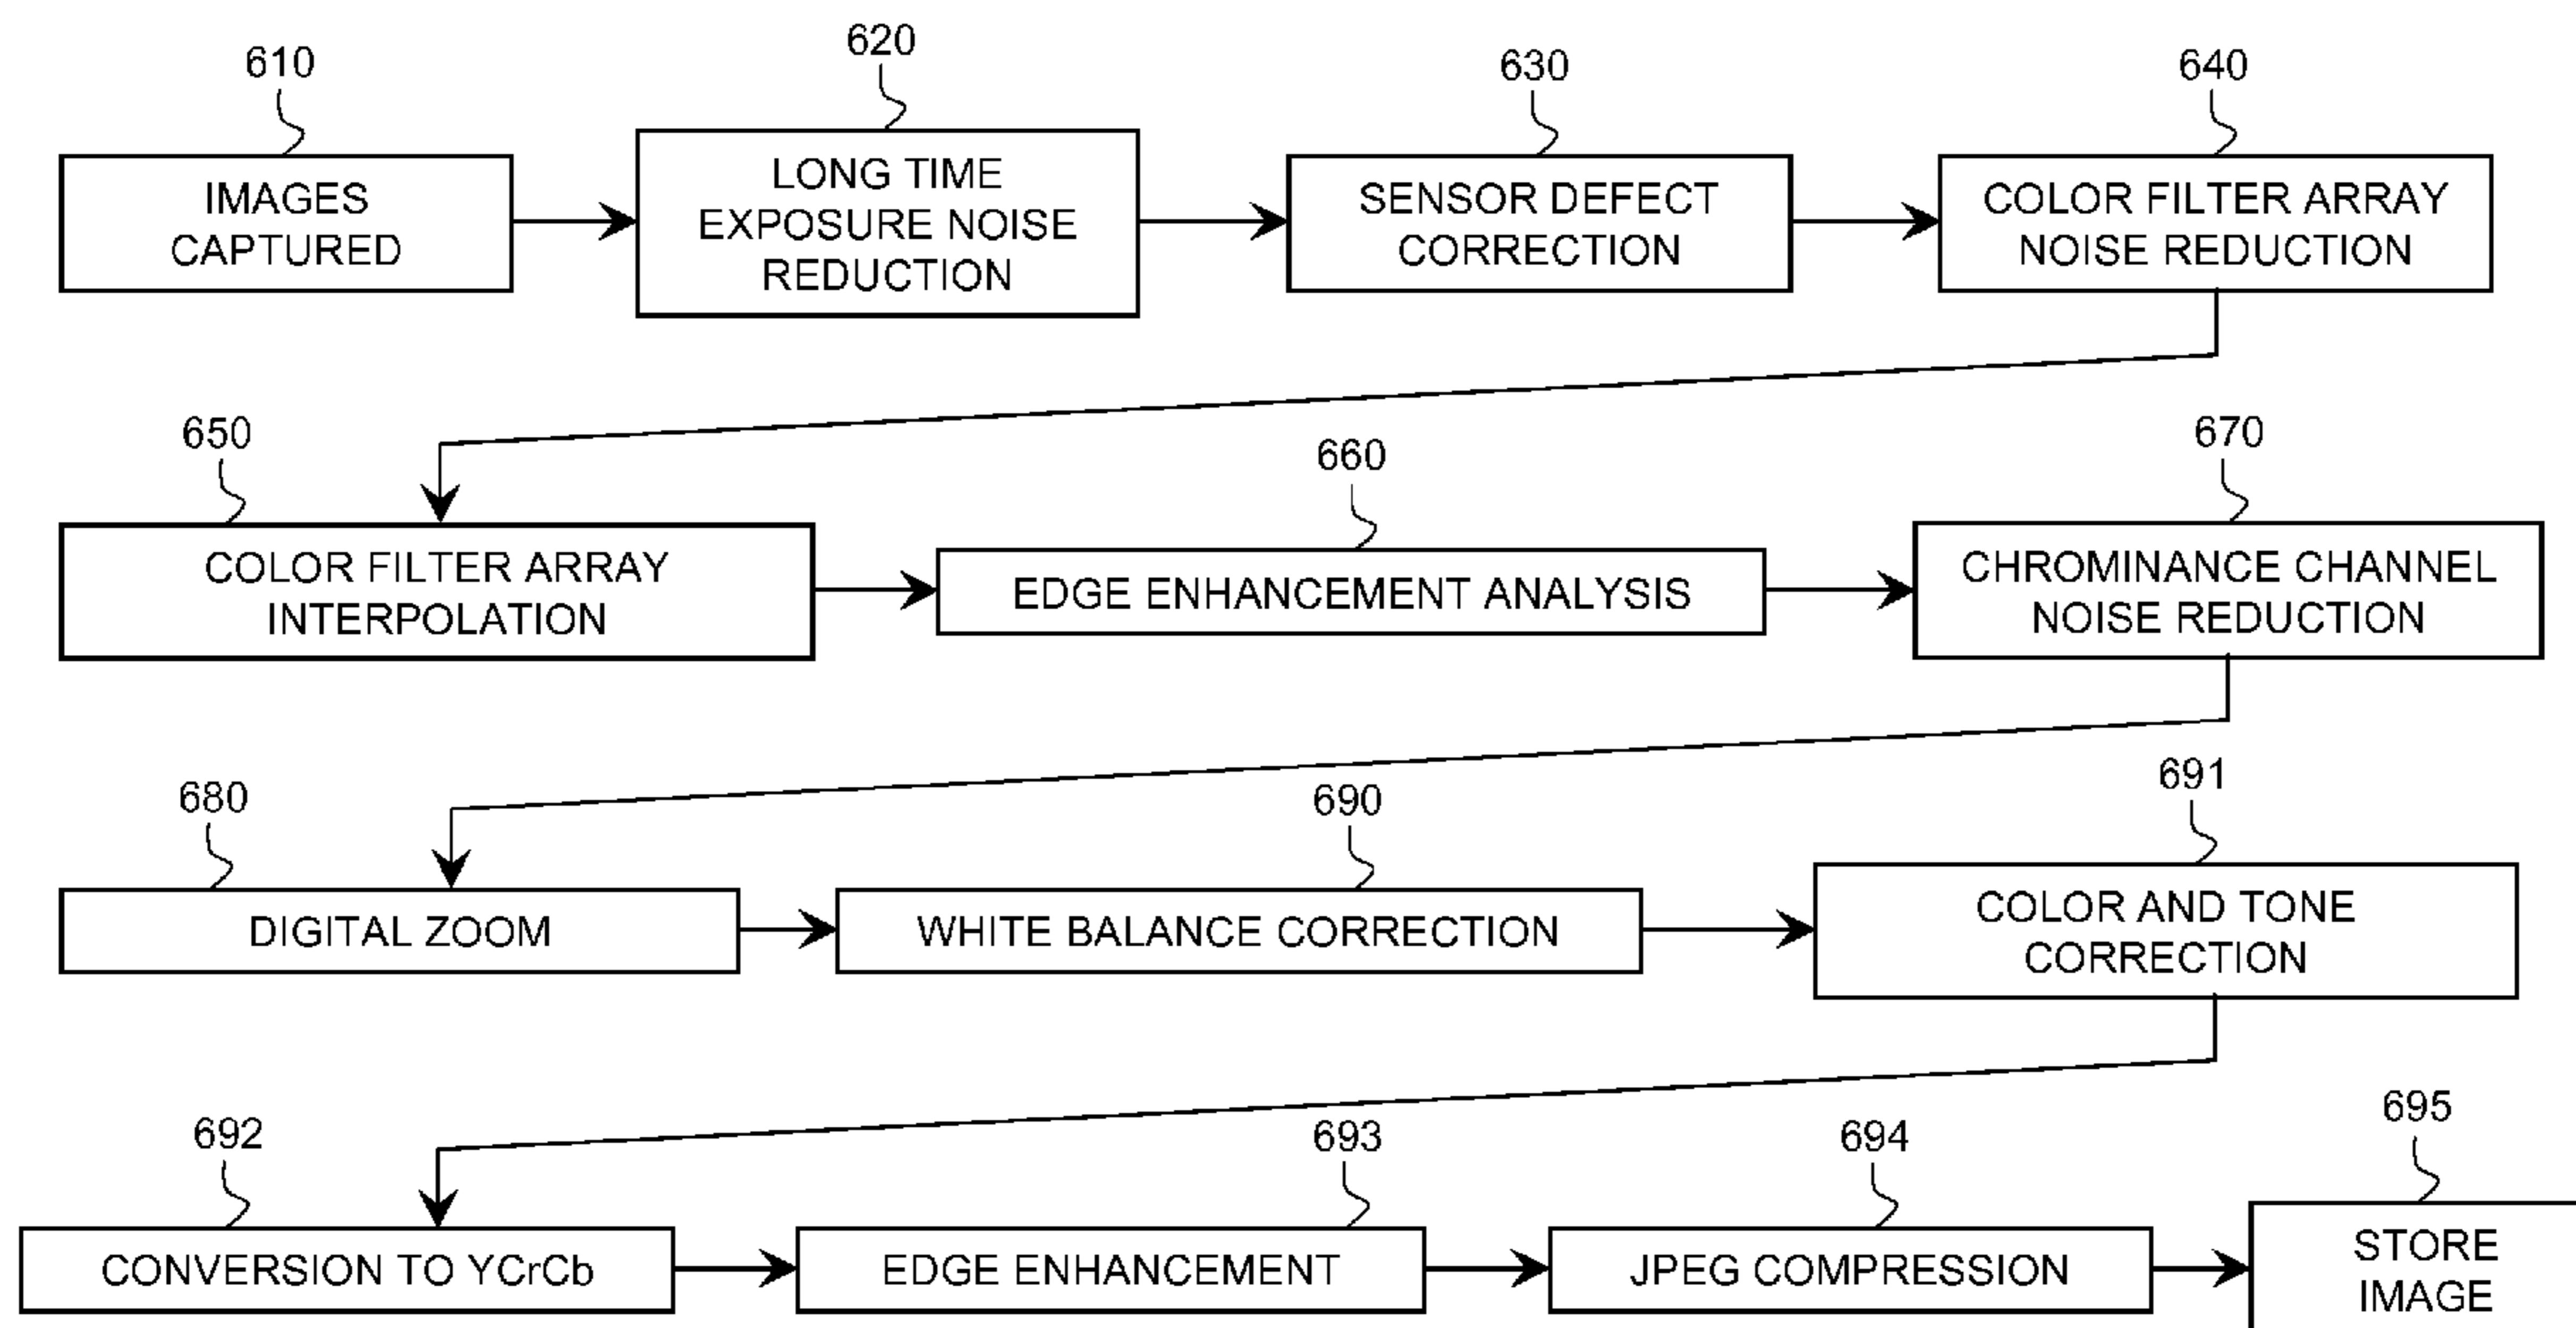 610
620
630
640
IMAGES
CAPTURED
LONG TIME
EXPOSURE NOISE
REDUCTION
SENSOR DEFECT
CORRECTION
COLOR FILTER ARRAY
NOISE REDUCTION
650
660
670
COLOR FILTER ARRAY
INTERPOLATION
EDGE ENHANCEMENT ANALYSIS
CHROMINANCE CHANNEL
NOISE REDUCTION
680
690
691
DIGITAL ZOOM
WHITE BALANCE CORRECTION
COLOR AND TONE
CORRECTION
692
693
694
695
CONVERSION TO YCrCb
EDGE ENHANCEMENT
JPEG COMPRESSION
STORE
IMAGE